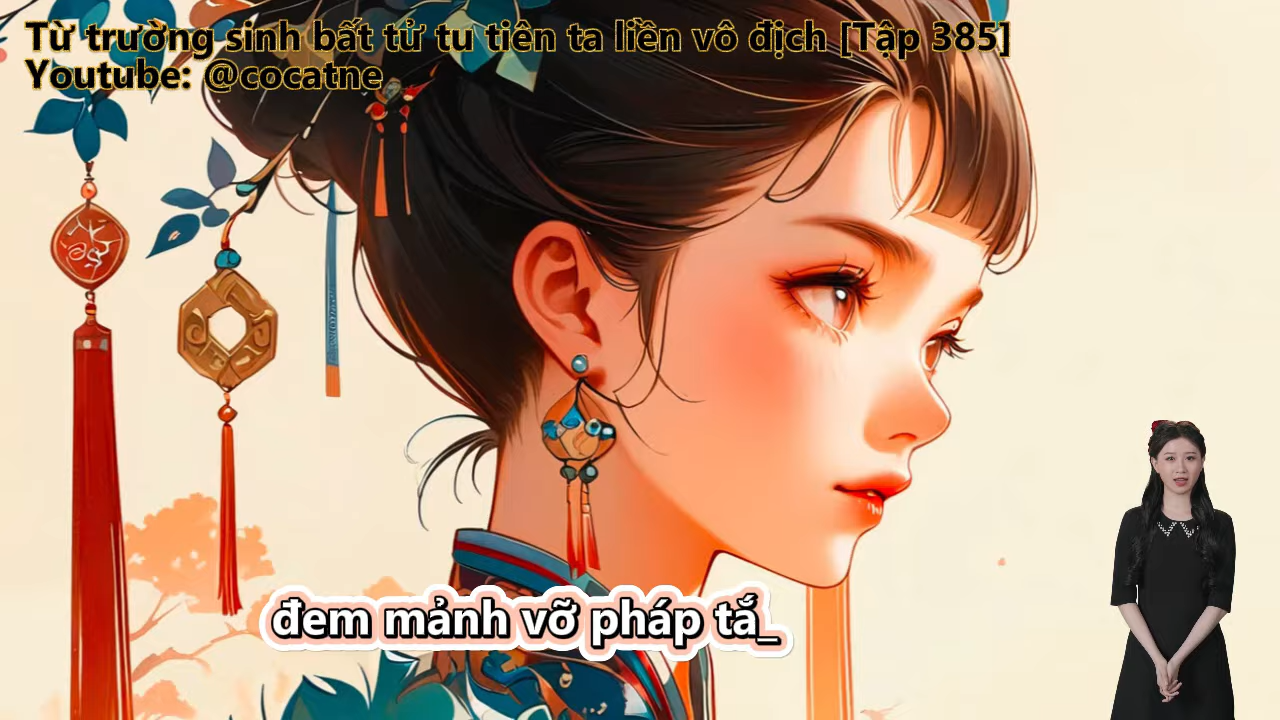 Từ trường sinh bất tử tu tiên ta liền vô địch [Tập 385]
Youtube: @cocatne
đem mảnh vỡ pháp tắ_